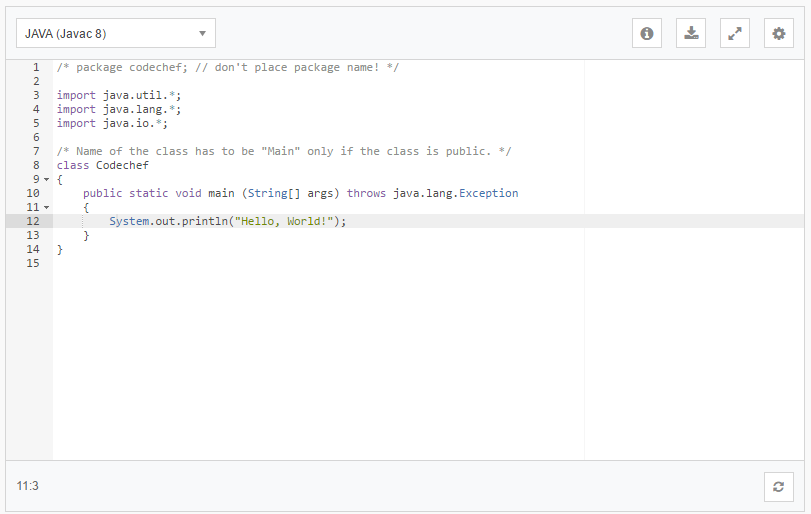 JAVA (Javac 8)
1 /* package codechef; // don't place package name! */
2
3 import java.util.*;
4 import java.lang.*;
5 import java.io.*;
6
7 /* Name of the class has to be "Main" only if the class is public. */
8 class Codechef
9 {
10 public static void main (String[] args) throws java.lang.Exception
11 {
12 System.out.println("Hello, World!");
13 }
14 }
15
11:3